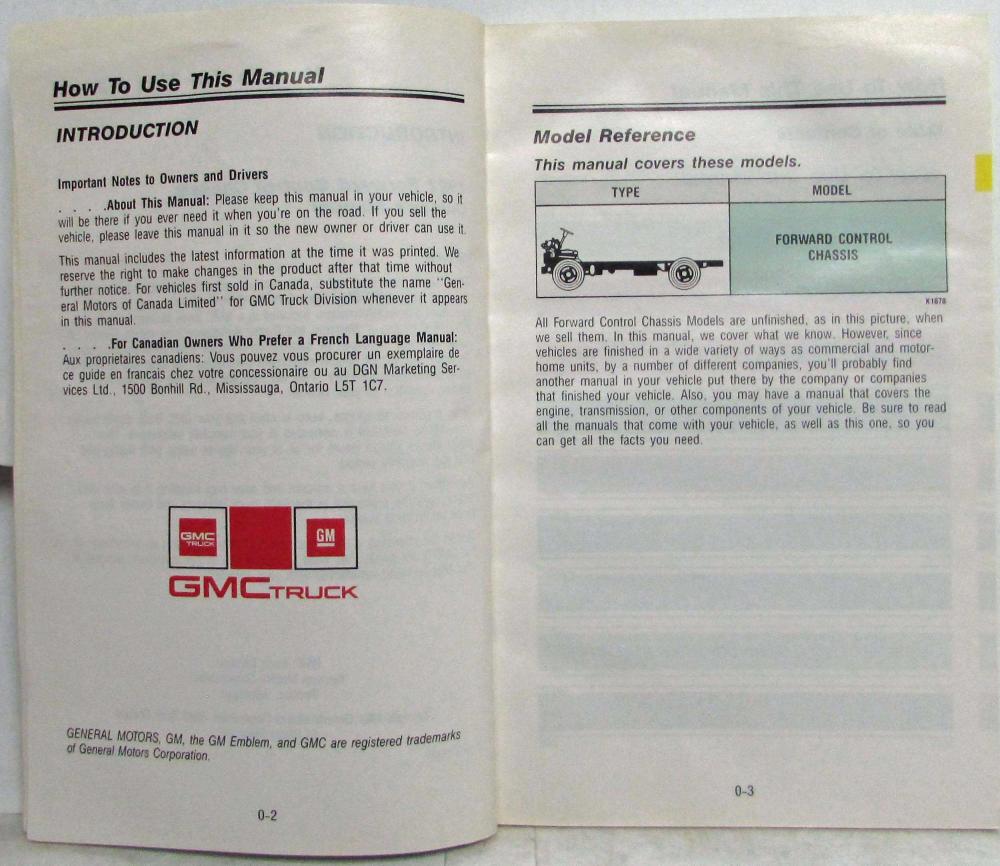 How To Use This Manual
INTRODUCTION
Important Notes to Owners and Drivers
. . . .About This Manual: Please keep this manual in your vehicle, so it
will be there if you ever need it when you're on the road. If you sell the
vehicle, please leave this manual in it so the new owner or driver can use it.
This manual includes the latest information at the time it was printed. We
reserve the right to make changes in the product after that time without
further notice. For vehicles first sold in Canada, substitute the name "Gen-
eral Motors of Canada Limited" for GMC Truck Division whenever it appears
in this manual.
. . . .For Canadian Owners Who Prefer a French Language Manual:
Aux proprietaires canadiens: Vous pouvez vous procurer un exemplaire de
ce guide en francais chez votre concessionaire ou au DGN Marketing Ser-
vices Ltd., 1500 Bonhill Rd., Mississauga, Ontario L5T 1C7.
GMC
TRUCK
GM
GMC TRUCK
GENERAL MOTORS, GM, the GM Emblem, and GMC are registered trademarks
of General Motors Corporation.
0-2
Model Reference
This manual covers these models.
TYPE MODEL
FORWARD CONTROL
CHASSIS
K1678
All Forward Control Chassis Models are unfinished, as in this picture, when
we sell them. In this manual, we cover what we know. However, since
vehicles are finished in a wide variety of ways as commercial and motor-
home units, by a number of different companies, you'll probably find
another manual in your vehicle put there by the company or companies
that finished your vehicle. Also, you may have a manual that covers the
engine, transmission, or other components of your vehicle. Be sure to read
all the manuals that come with your vehicle, as well as this one, so you
can get all the facts you need.
0-3